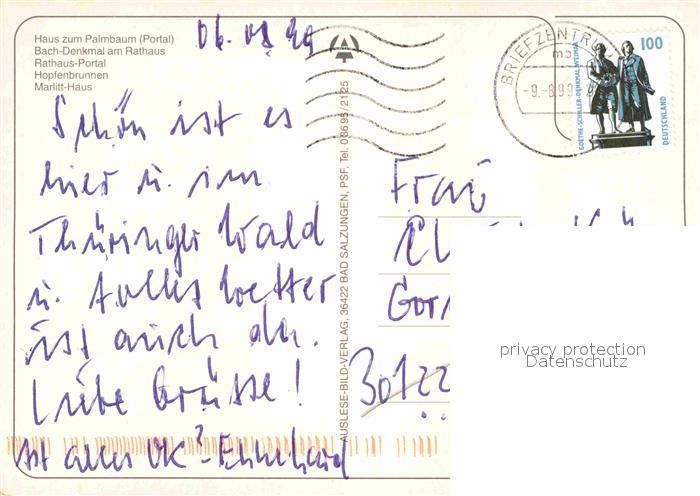 Haus zum Palmbaum (Portal)
Bach-Denkmal am Rathaus
Rathaus-Portal
Hopfenbrunnen
Marlitt-Haus
06. 08 99
Schön ist es
hier u. im
Thüringer Wald
u. tolles Wetter
ist auch da.
Liebe Grüsse!
Ist alles OK?
AUSLESE-BILD-VERLAG, 36422 BAD SALZUNGEN, PSF, Tel. 03695/2125
BRIEFZENTRUM
-9.-8.99
100
GOETHE-SCHILLER-DENKMAL WEIMAR
DEUTSCHLAND
Frau
30122
privacy protection
Datenschutz